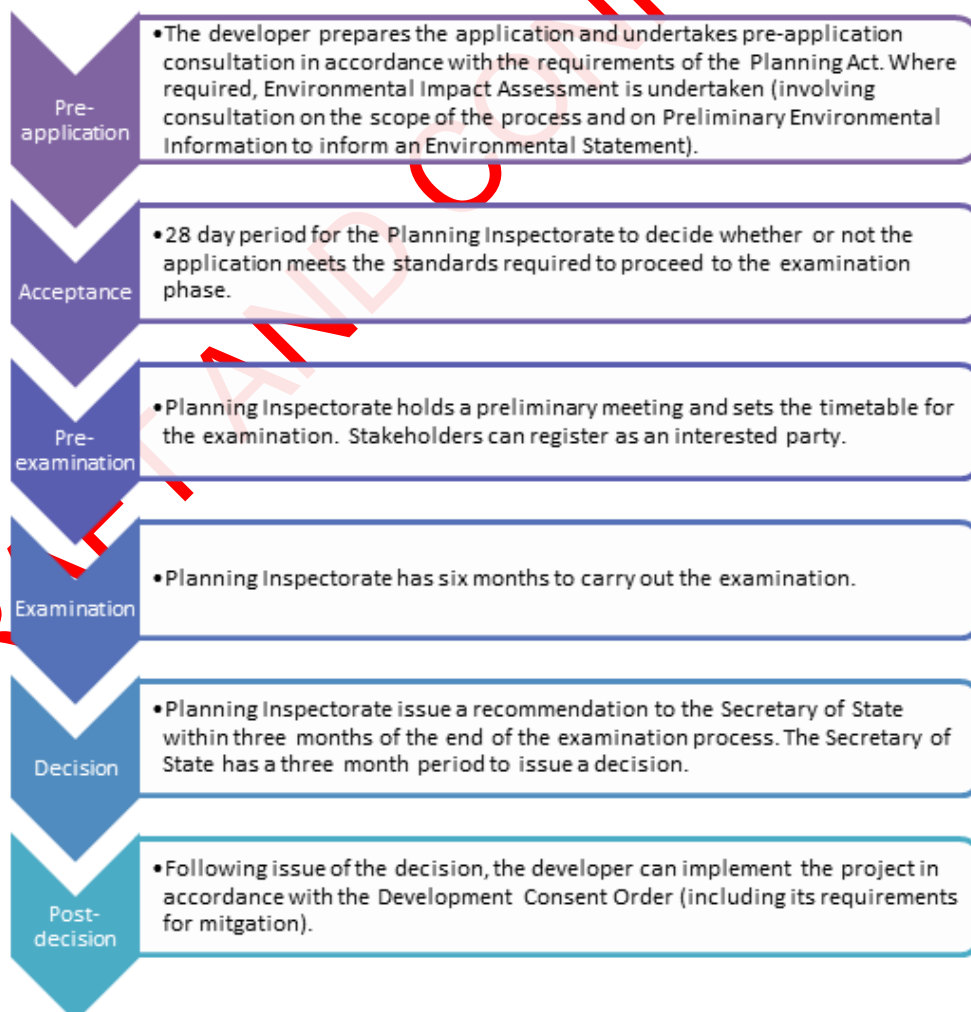 Pre-
application
•The developer prepares the application and undertakes pre-application
consultation in accordance with the requirements of the Planning Act. Where
required, Environmental Impact Assessment is undertaken (involving
consultation on the scope of the process and on Preliminary Environmental
Information to inform an Environmental Statement).
Acceptance
•28 day period for the Planning Inspectorate to decide whether or not the
application meets the standards required to proceed to the examination
phase.
Pre-
examination
•Planning Inspectorate holds a preliminary meeting and sets the timetable for
the examination. Stakeholders can register as an interested party.
Examination
•Planning Inspectorate has six months to carry out the examination.
Decision
•Planning Inspectorate issue a recommendation to the Secretary of State
within three months of the end of the examination process. The Secretary of
State has a three month period to issue a decision.
Post-
decision
•Following issue of the decision, the developer can implement the project in
accordance with the Development Consent Order (including its requirements
for mitgation).
AND